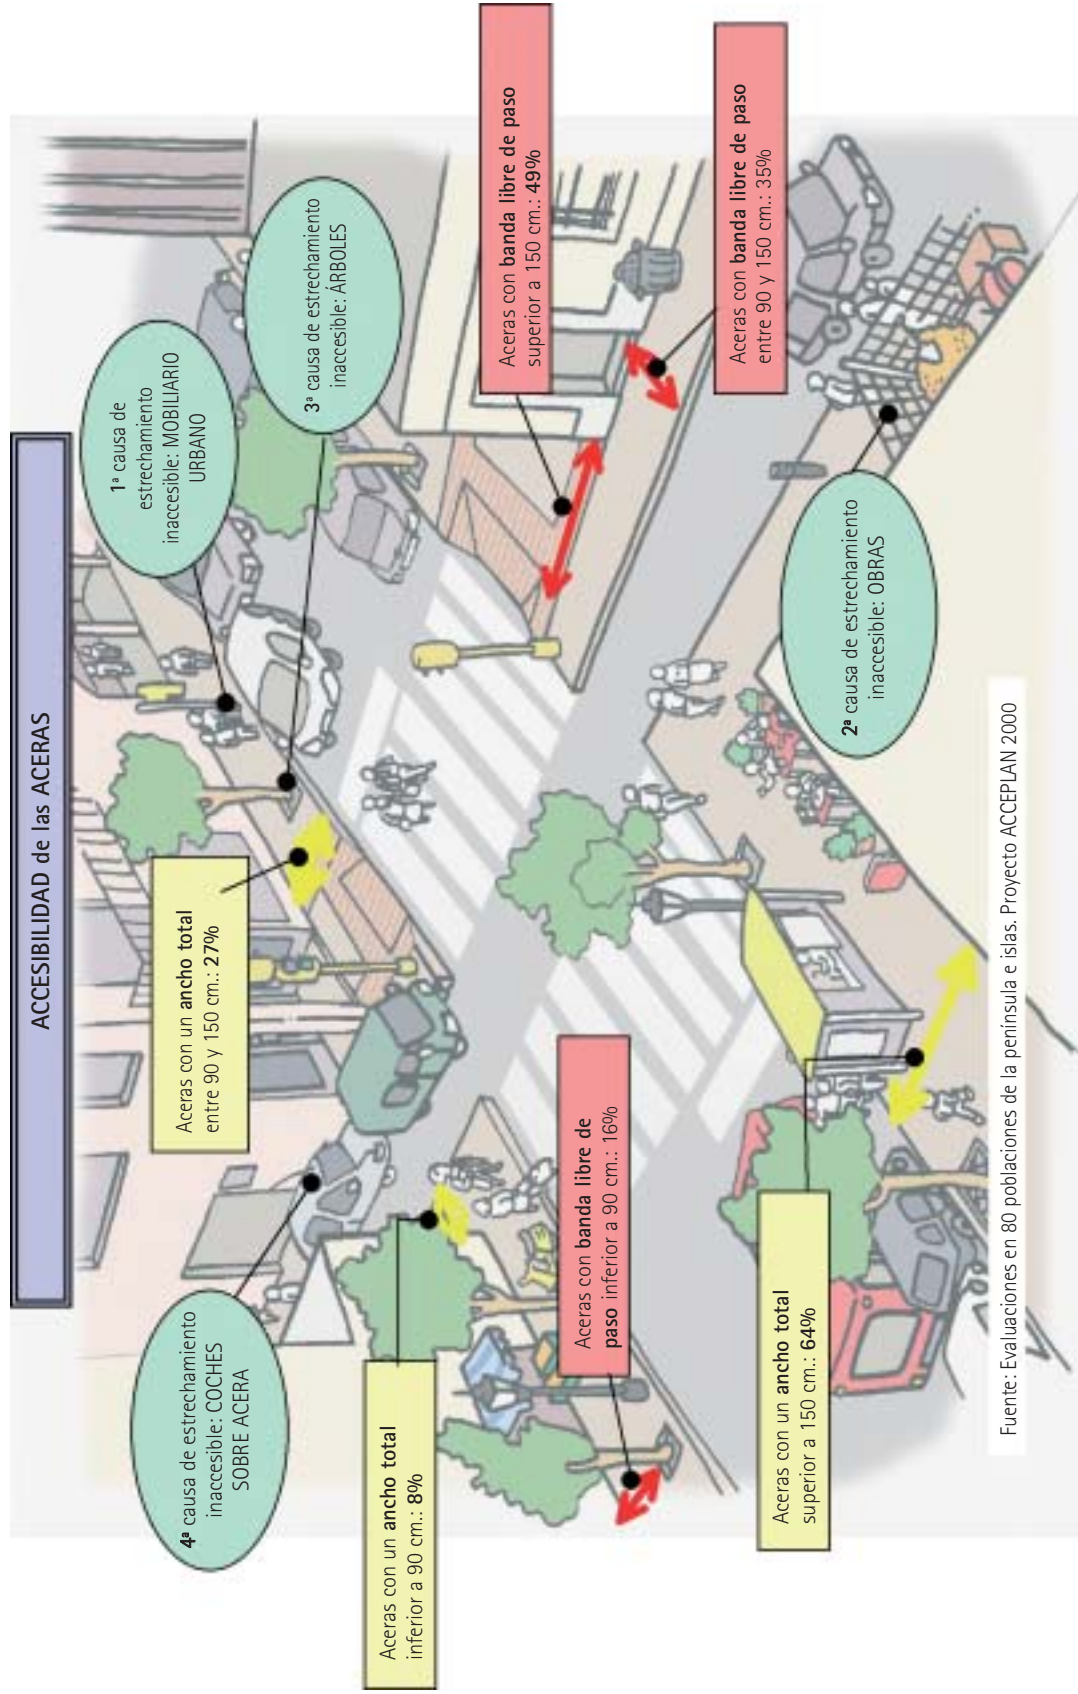 ACCESIBILIDAD de las ACERAS
1ª causa de
estrechamiento
inaccesible: MOBILIARIO
URBANO
3ª causa de estrechamiento
inaccesible: ÁRBOLES
Aceras con un ancho total
entre 90 y 150 cm.: 27%
4ª causa de estrechamiento
inaccesible: COCHES
SOBRE ACERA
Aceras con un ancho total
inferior a 90 cm.: 8%
Aceras con banda libre de paso
superior a 150 cm.: 49%
Aceras con banda libre de paso
entre 90 y 150 cm.: 35%
Aceras con banda libre de
paso inferior a 90 cm.: 16%
2ª causa de estrechamiento
inaccesible: OBRAS
Aceras con un ancho total
superior a 150 cm.: 64%
Fuente: Evaluaciones en 80 poblaciones de la península e islas. Proyecto ACCEPLAN 2000